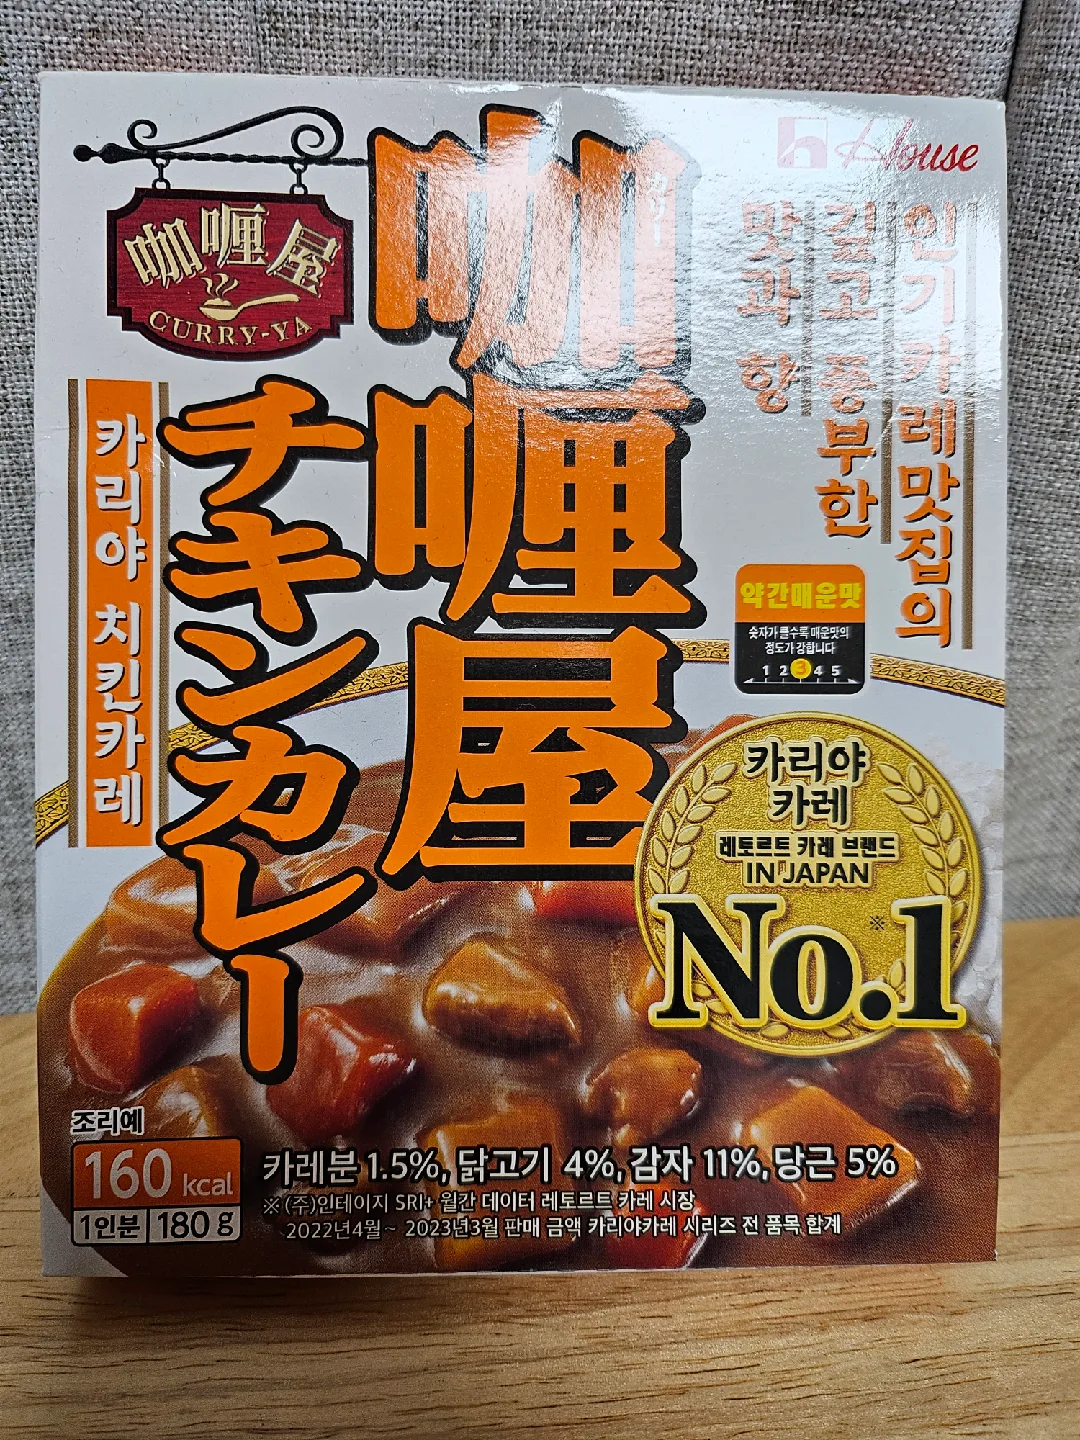 House
咖喱屋
CURRY-YA
咖喱屋
カリー
チキンカレー
카리야 치킨카레
인기카레맛집의
깊고 풍부한
맛과 향
약간매운맛
숫자가 클수록 매운맛의
정도가 강합니다
1 2 3 4 5
카리야
카레
레토르트 카레 브랜드
IN JAPAN
No.1
※
조리예
160 kcal
1인분 180 g
카레분 1.5%, 닭고기 4%, 감자 11%, 당근 5%
※ (주)인테이지 SRI+ 월간 데이터 레토르트 카레 시장
2022년4월~ 2023년3월 판매 금액 카리야카레 시리즈 전 품목 합계